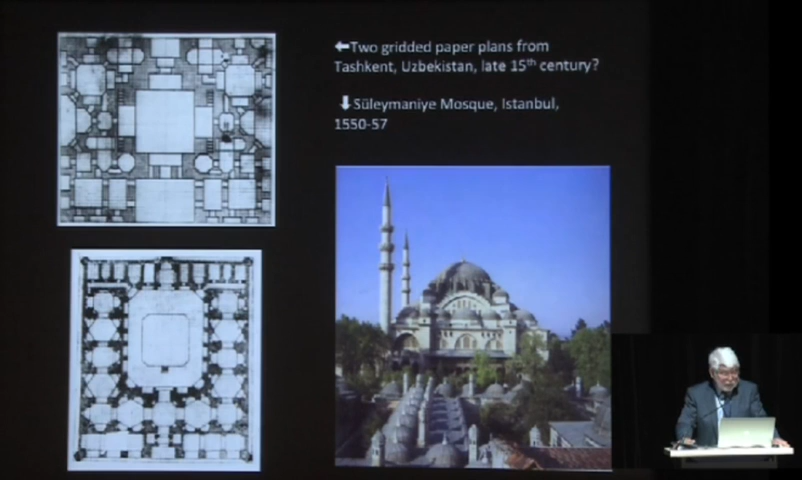 ←Two gridded paper plans from
Tashkent, Uzbekistan, late 15th century?
↓Süleymaniye Mosque, Istanbul,
1550-57